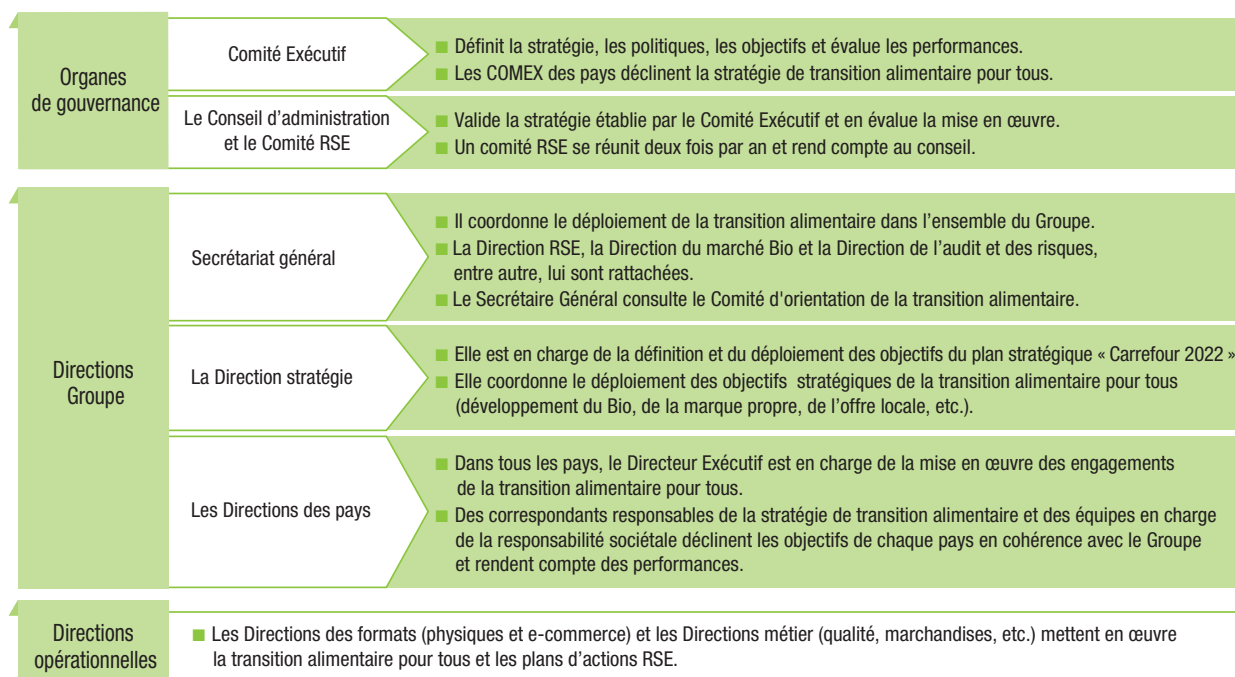 Organes
de gouvernance
Comité Exécutif
■ Définit la stratégie, les politiques, les objectifs et évalue les performances.
■ Les COMEX des pays déclinent la stratégie de transition alimentaire pour tous.
Le Conseil d'administration
et le Comité RSE
■ Valide la stratégie établie par le Comité Exécutif et en évalue la mise en œuvre.
■ Un comité RSE se réunit deux fois par an et rend compte au conseil.
Directions
Groupe
Secrétariat général
■ Il coordonne le déploiement de la transition alimentaire dans l'ensemble du Groupe.
■ La Direction RSE, la Direction du marché Bio et la Direction de l'audit et des risques,
entre autre, lui sont rattachées.
■ Le Secrétaire Général consulte le Comité d'orientation de la transition alimentaire.
La Direction stratégie
■ Elle est en charge de la définition et du déploiement des objectifs du plan stratégique « Carrefour 2022 »
■ Elle coordonne le déploiement des objectifs stratégiques de la transition alimentaire pour tous
(développement du Bio, de la marque propre, de l'offre locale, etc.).
Les Directions des pays
■ Dans tous les pays, le Directeur Exécutif est en charge de la mise en œuvre des engagements
de la transition alimentaire pour tous.
■ Des correspondants responsables de la stratégie de transition alimentaire et des équipes en charge
de la responsabilité sociétale déclinent les objectifs de chaque pays en cohérence avec le Groupe
et rendent compte des performances.
Directions
opérationnelles
■ Les Directions des formats (physiques et e-commerce) et les Directions métier (qualité, marchandises, etc.) mettent en œuvre
la transition alimentaire pour tous et les plans d'actions RSE.